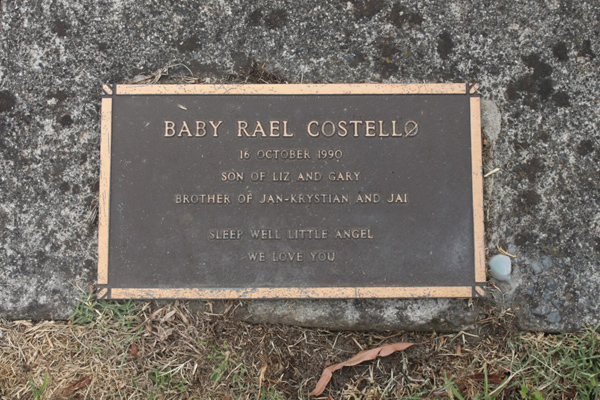 BABY RAEL COSTELLO
16 OCTOBER 1990
SON OF LIZ AND GARY
BROTHER OF JAN-KRYSTIAN AND JAI
SLEEP WELL LITTLE ANGEL
WE LOVE YOU